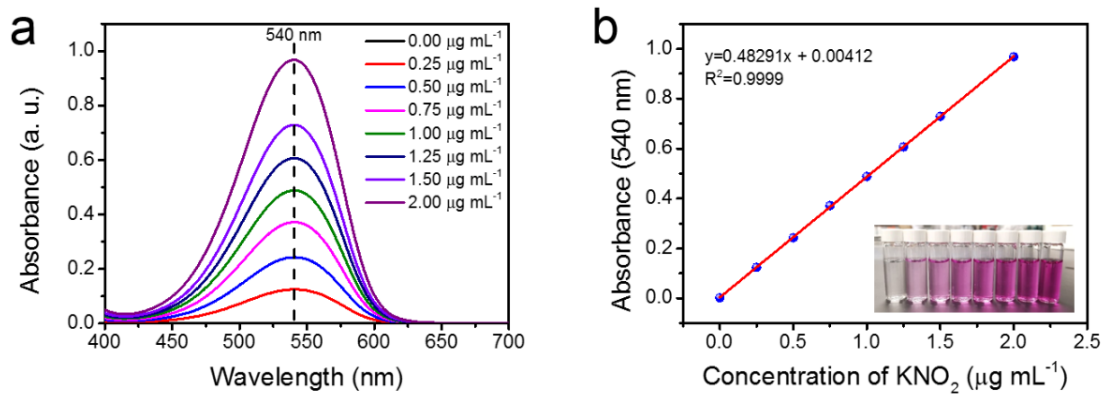 a
540 nm
0.00 μg mL⁻¹
0.25 μg mL⁻¹
0.50 μg mL⁻¹
0.75 μg mL⁻¹
1.00 μg mL⁻¹
1.25 μg mL⁻¹
1.50 μg mL⁻¹
2.00 μg mL⁻¹
1.0
0.8
0.6
0.4
0.2
0.0
Absorbance (a. u.)
400 450 500 550 600 650 700
Wavelength (nm)
b
y=0.48291x + 0.00412
R²=0.9999
1.0
0.8
0.6
0.4
0.2
0.0
Absorbance (540 nm)
0.0 0.5 1.0 1.5 2.0 2.5
Concentration of KNO₂ (μg mL⁻¹)